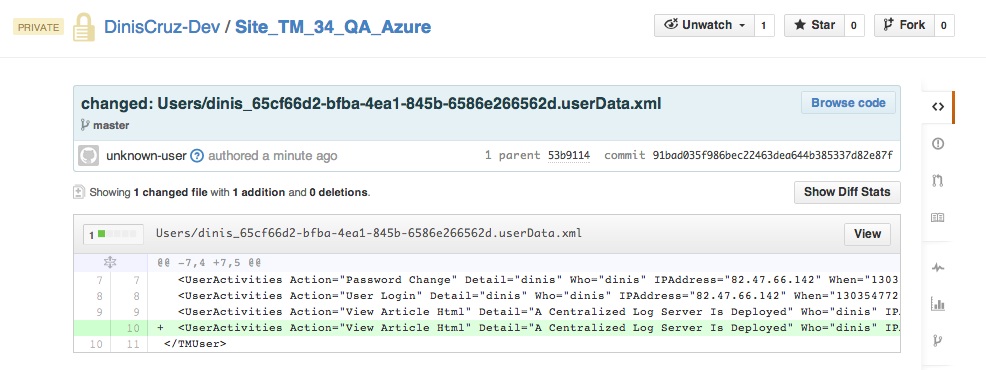 PRIVATE DinisCruz-Dev / Site_TM_34_QA_Azure Unwatch 1 Star 0 Fork 0
changed: Users/dinis_65cf66d2-bfba-4ea1-845b-6586e266562d.userData.xml Browse code
master
unknown-user ? authored a minute ago 1 parent 53b9114 commit 91bad035f986bec22463dea644b385337d82e87f
Showing 1 changed file with 1 addition and 0 deletions. Show Diff Stats
1 Users/dinis_65cf66d2-bfba-4ea1-845b-6586e266562d.userData.xml View
@@ -7,4 +7,5 @@
7 7 <UserActivities Action="Password Change" Detail="dinis" Who="dinis" IPAddress="82.47.66.142" When="1303
8 8 <UserActivities Action="User Login" Detail="dinis" Who="dinis" IPAddress="82.47.66.142" When="130354772
9 9 <UserActivities Action="View Article Html" Detail="A Centralized Log Server Is Deployed" Who="dinis" IPA
10 + <UserActivities Action="View Article Html" Detail="A Centralized Log Server Is Deployed" Who="dinis" IPA
10 11 </TMUser>